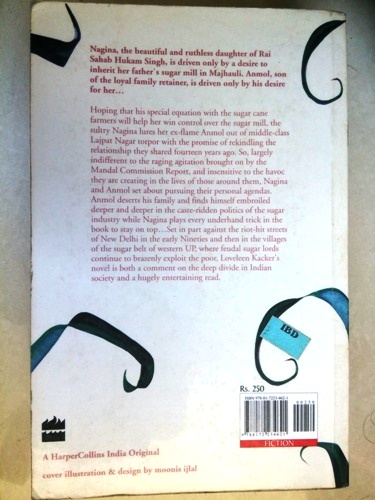 Nagina, the beautiful and ruthless daughter of Rai
Sahab Hukam Singh, is driven only by a desire to
inherit her father's sugar mill in Majhauli. Anmol, son
of the loyal family retainer, is driven only by his desire
for her...
Hoping that his special equation with the sugar cane
farmers will help her win control over the sugar mill, the
sultry Nagina lures her ex-flame Anmol out of middle-class
Lajpat Nagar torpor with the promise of rekindling the
relationship they shared fourteen years ago. So, largely
indifferent to the raging agitation brought on by the
Mandal Commission Report, and insensitive to the havoc
they are creating in the lives of those around them, Nagina
and Anmol set about pursuing their personal agendas.
Anmol deserts his family and finds himself embroiled
deeper and deeper in the caste-ridden politics of the sugar
industry while Nagina plays every underhand trick in the
book to stay on top...Set in part against the riot-hit streets
of New Delhi in the early Nineties and then in the villages
of the sugar belt of western UP, where feudal sugar lords
continue to brazenly exploit the poor, Loveleen Kacker's
novel is both a comment on the deep divide in Indian
society and a hugely entertaining read.
IBD
Rs. 250
FICTION
A HarperCollins India Original
cover illustration & design by moonis ijlal